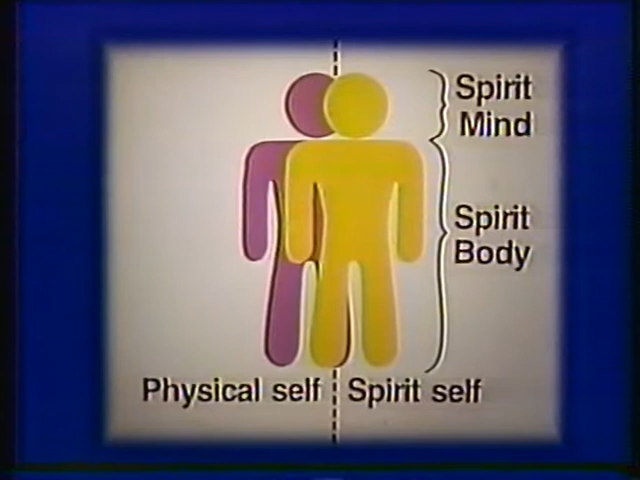 Spirit
Mind
Spirit
Body
Physical self
Spirit self